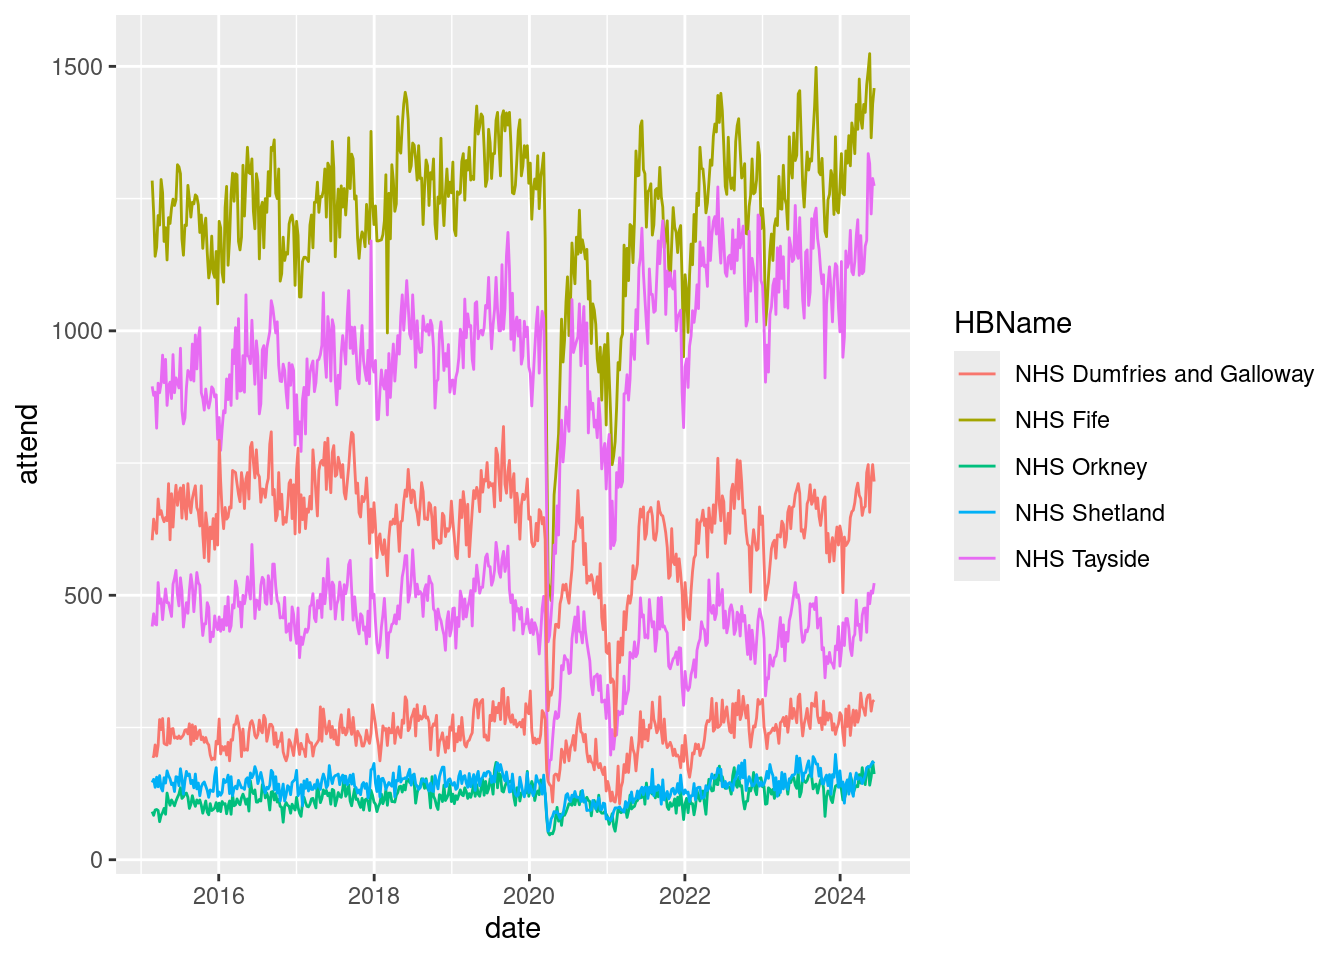 1500
1000
500
0
attend
2016 2018 2020 2022 2024
date
HBName
NHS Dumfries and Galloway
NHS Fife
NHS Orkney
NHS Shetland
NHS Tayside